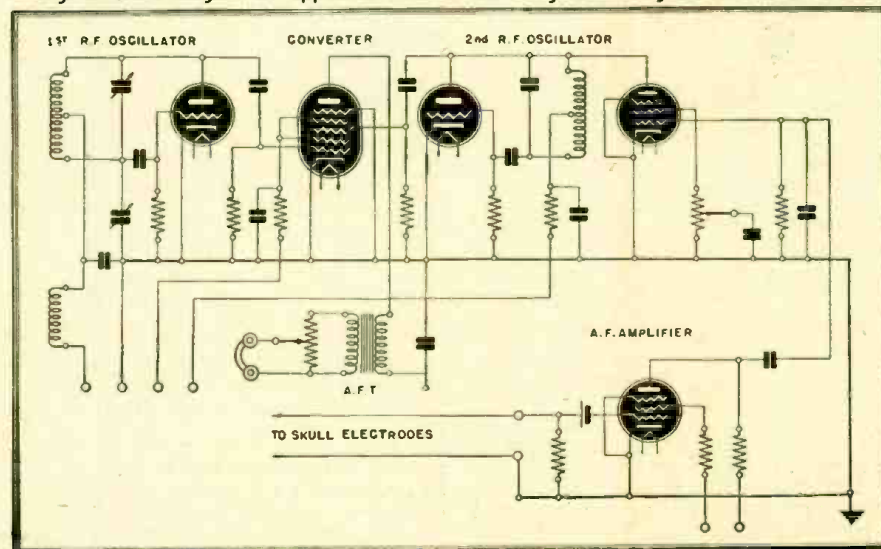 1ST R.F. OSCILLATOR
CONVERTER
2nd R.F. OSCILLATOR
A.F.T
A.F. AMPLIFIER
TO SKULL ELECTRODES